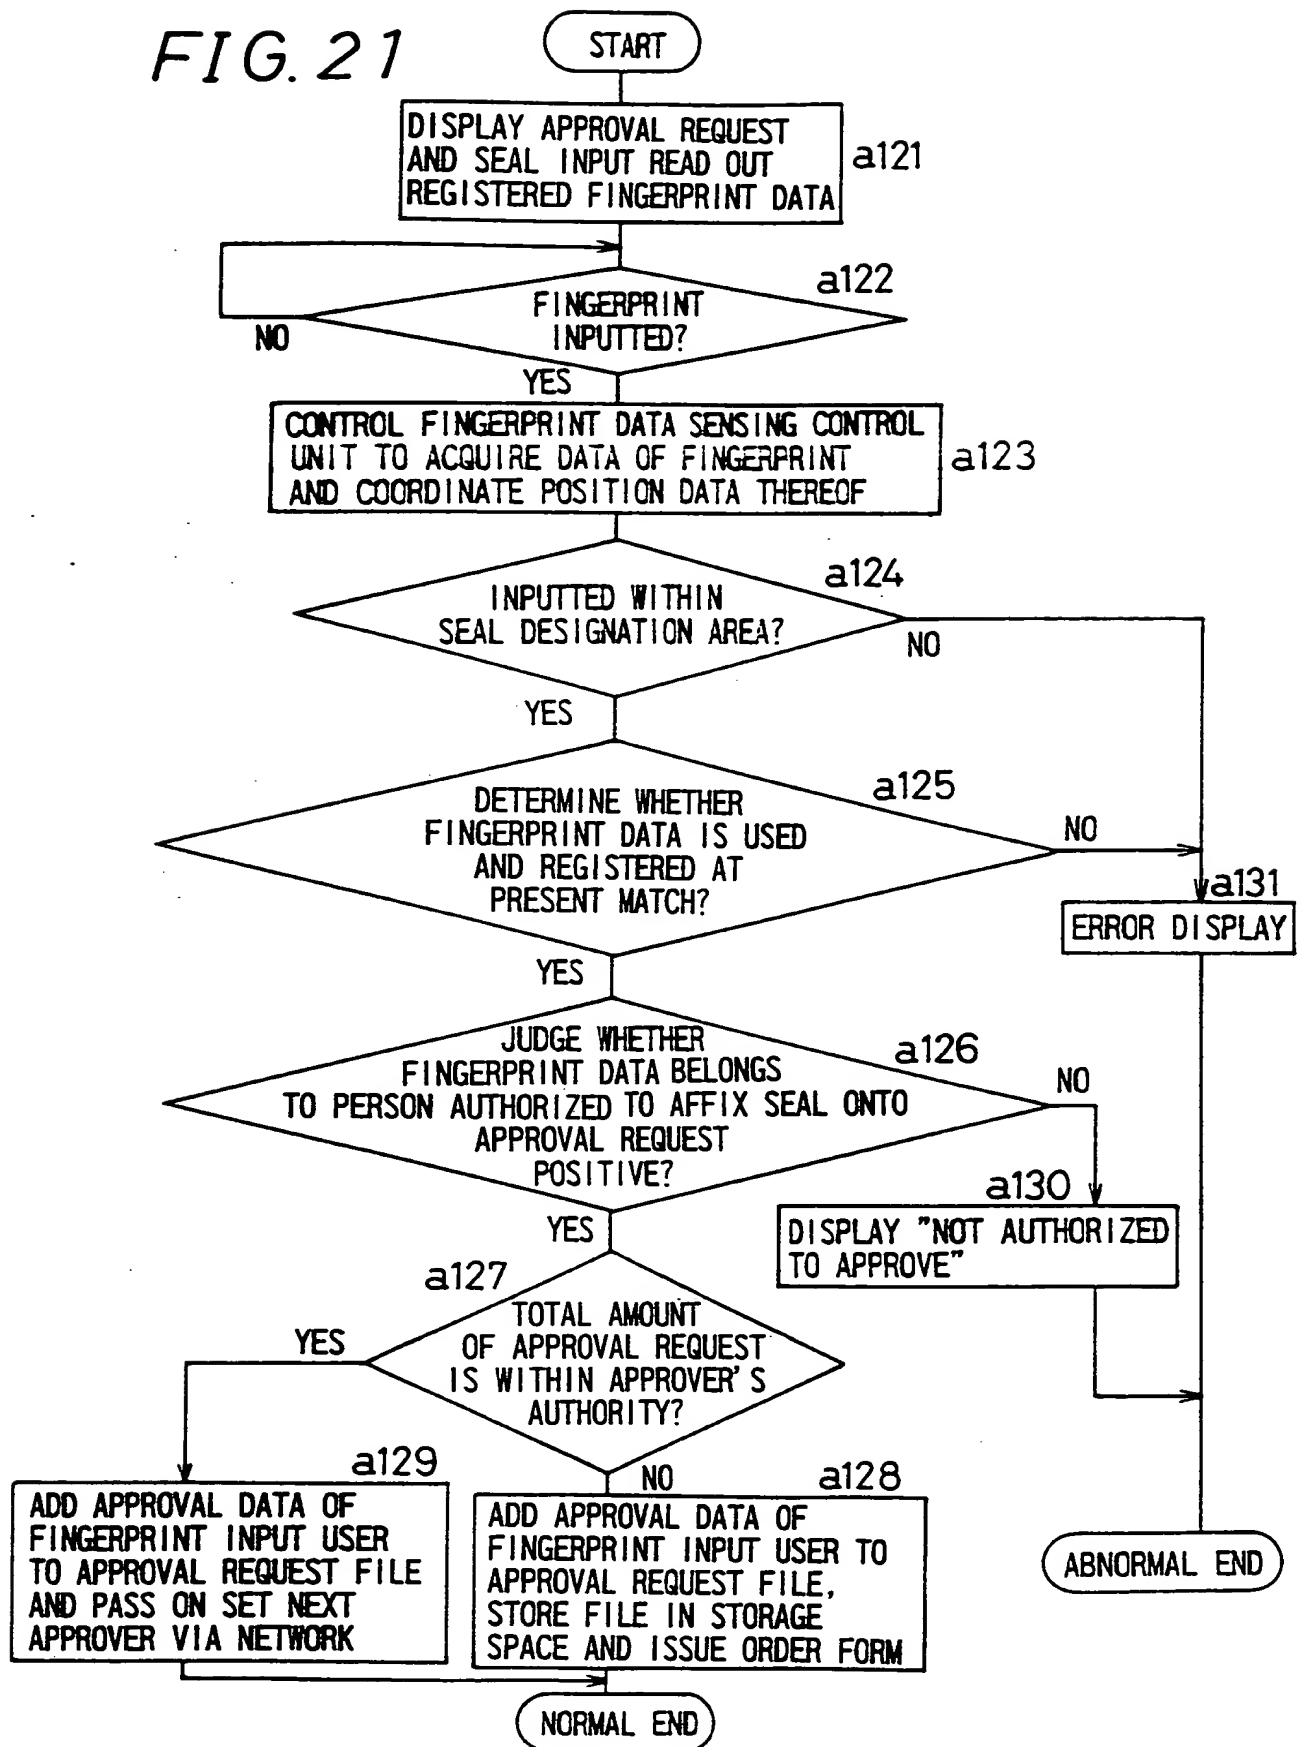 FIG. 21
START
DISPLAY APPROVAL REQUEST
AND SEAL INPUT READ OUT
REGISTERED FINGERPRINT DATA
a121
a122
FINGERPRINT
INPUTTED?
NO
YES
CONTROL FINGERPRINT DATA SENSING CONTROL
UNIT TO ACQUIRE DATA OF FINGERPRINT
AND COORDINATE POSITION DATA THEREOF
a123
a124
INPUTTED WITHIN
SEAL DESIGNATION AREA?
NO
YES
a125
DETERMINE WHETHER
FINGERPRINT DATA IS USED
AND REGISTERED AT
PRESENT MATCH?
NO
a131
ERROR DISPLAY
YES
a126
JUDGE WHETHER
FINGERPRINT DATA BELONGS
TO PERSON AUTHORIZED TO AFFIX SEAL ONTO
APPROVAL REQUEST
POSITIVE?
NO
a130
DISPLAY "NOT AUTHORIZED
TO APPROVE"
YES
a127
TOTAL AMOUNT
OF APPROVAL REQUEST
IS WITHIN APPROVER'S
AUTHORITY?
YES
NO
a129
ADD APPROVAL DATA OF
FINGERPRINT INPUT USER
TO APPROVAL REQUEST FILE
AND PASS ON SET NEXT
APPROVER VIA NETWORK
a128
ADD APPROVAL DATA OF
FINGERPRINT INPUT USER TO
APPROVAL REQUEST FILE,
STORE FILE IN STORAGE
SPACE AND ISSUE ORDER FORM
ABNORMAL END
NORMAL END